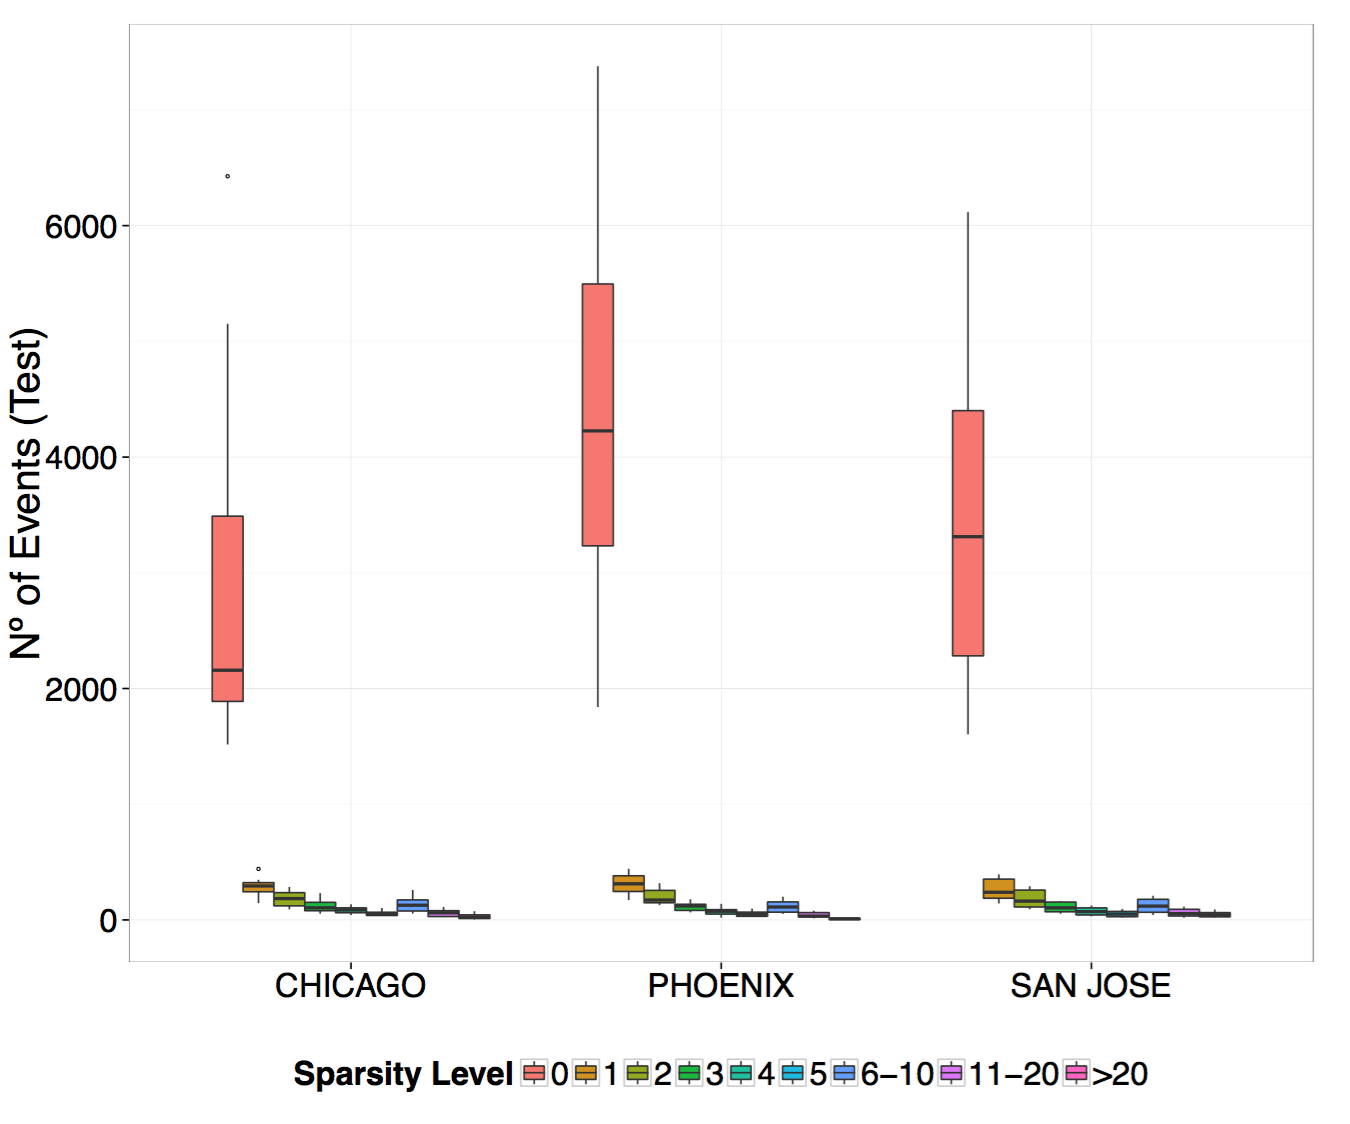 Nº of Events (Test)
6000
4000
2000
0
CHICAGO PHOENIX SAN JOSE
Sparsity Level 0 1 2 3 4 5 6−10 11−20 >20